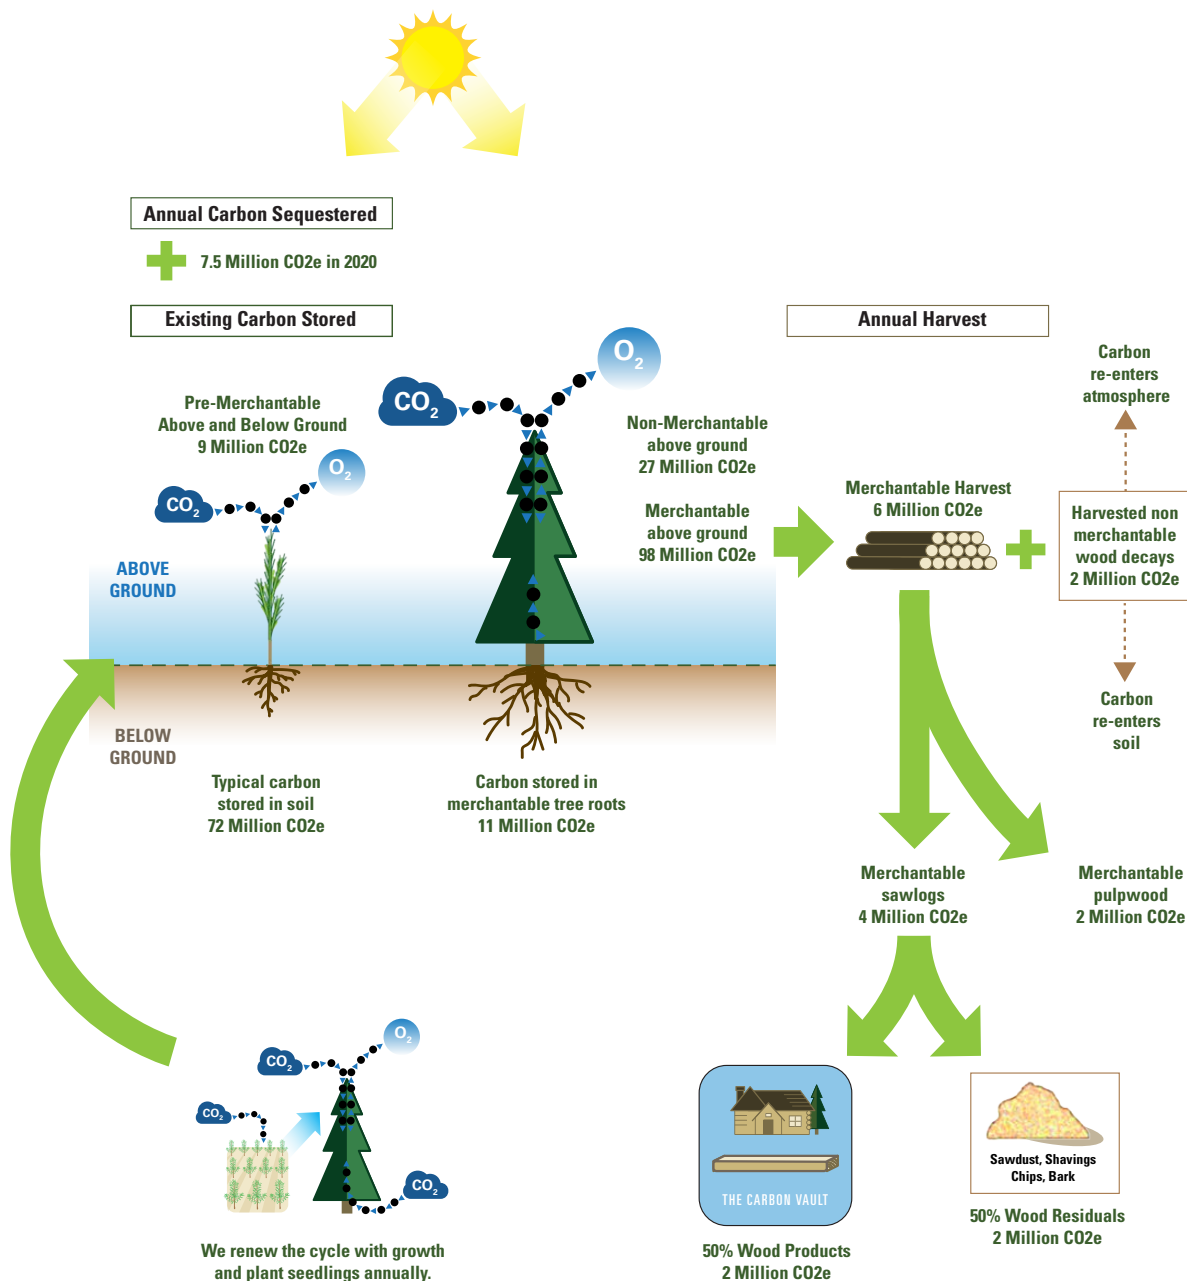 Annual Carbon Sequestered
7.5 Million CO2e in 2020
Existing Carbon Stored
Pre-Merchantable
Above and Below Ground
9 Million CO2e
CO2
O2
CO2
O2
Non-Merchantable
above ground
27 Million CO2e
Merchantable
above ground
98 Million CO2e
ABOVE
GROUND
BELOW
GROUND
Typical carbon
stored in soil
72 Million CO2e
Carbon stored in
merchantable tree roots
11 Million CO2e
Annual Harvest
Merchantable Harvest
6 Million CO2e
Carbon
re-enters
atmosphere
Harvested non
merchantable
wood decays
2 Million CO2e
Carbon
re-enters
soil
Merchantable
sawlogs
4 Million CO2e
Merchantable
pulpwood
2 Million CO2e
THE CARBON VAULT
50% Wood Products
2 Million CO2e
Sawdust, Shavings
Chips, Bark
50% Wood Residuals
2 Million CO2e
CO2
CO2
O2
CO2
We renew the cycle with growth
and plant seedlings annually.